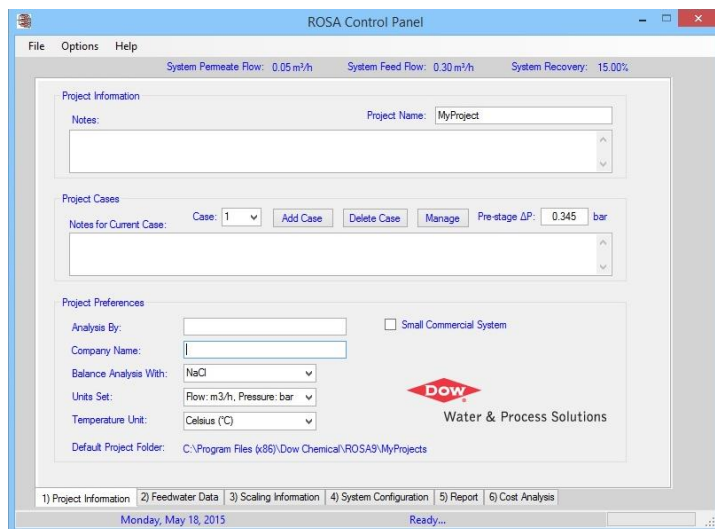 ROSA Control Panel
File Options Help
System Permeate Flow: 0.05 m³/h System Feed Flow: 0.30 m³/h System Recovery: 15.00%
Project Information
Notes: Project Name: MyProject
Project Cases
Notes for Current Case: Case: 1 Add Case Delete Case Manage Pre-stage ΔP: 0.345 bar
Project Preferences
Analysis By: Small Commercial System
Company Name:
Balance Analysis With: NaCl
Units Set: Flow: m3/h, Pressure: bar
Temperature Unit: Celsius (°C)
DOW
Water & Process Solutions
Default Project Folder: C:\Program Files (x86)\Dow Chemical\ROSA9\MyProjects
1) Project Information 2) Feedwater Data 3) Scaling Information 4) System Configuration 5) Report 6) Cost Analysis
Monday, May 18, 2015 Ready...